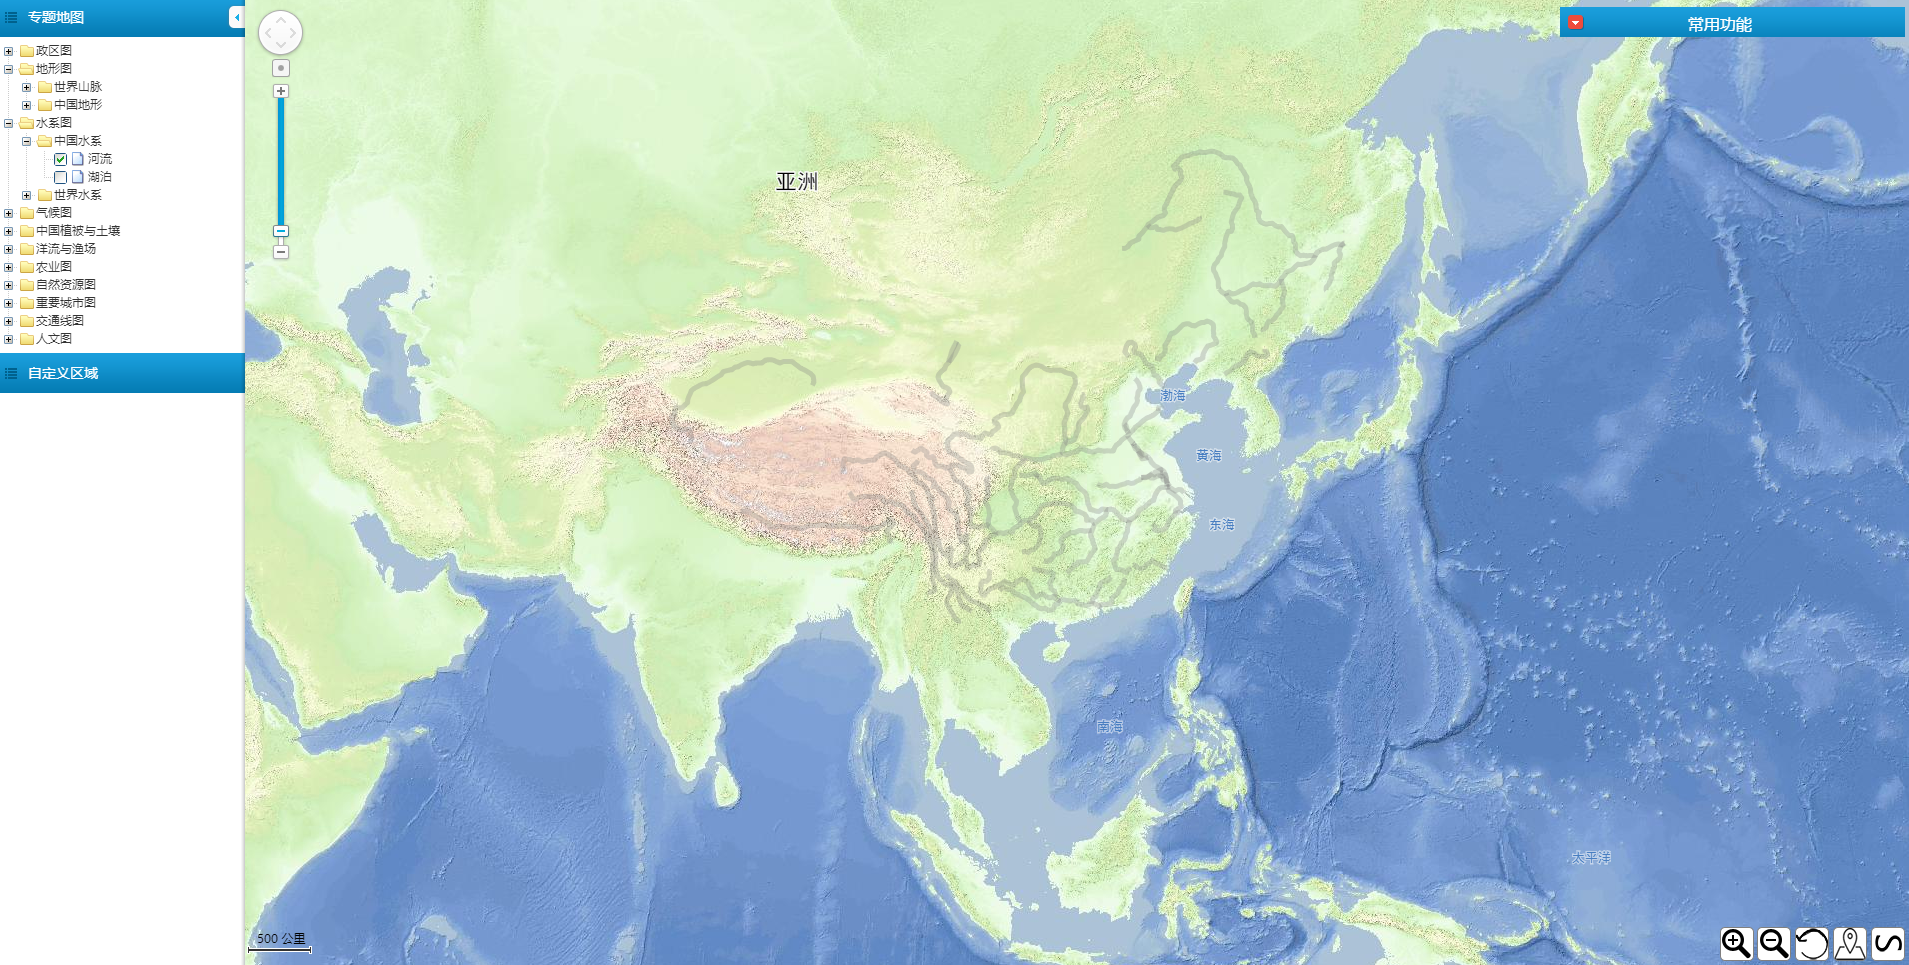 专题地图
政区图
地形图
世界山脉
中国地形
水系图
中国水系
河流
湖泊
世界水系
气候图
中国植被与土壤
洋流与渔场
农业图
自然资源图
重要城市图
交通线图
人文图
自定义区域
常用功能
亚洲
渤海
黄海
东海
南海
太平洋
500 公里